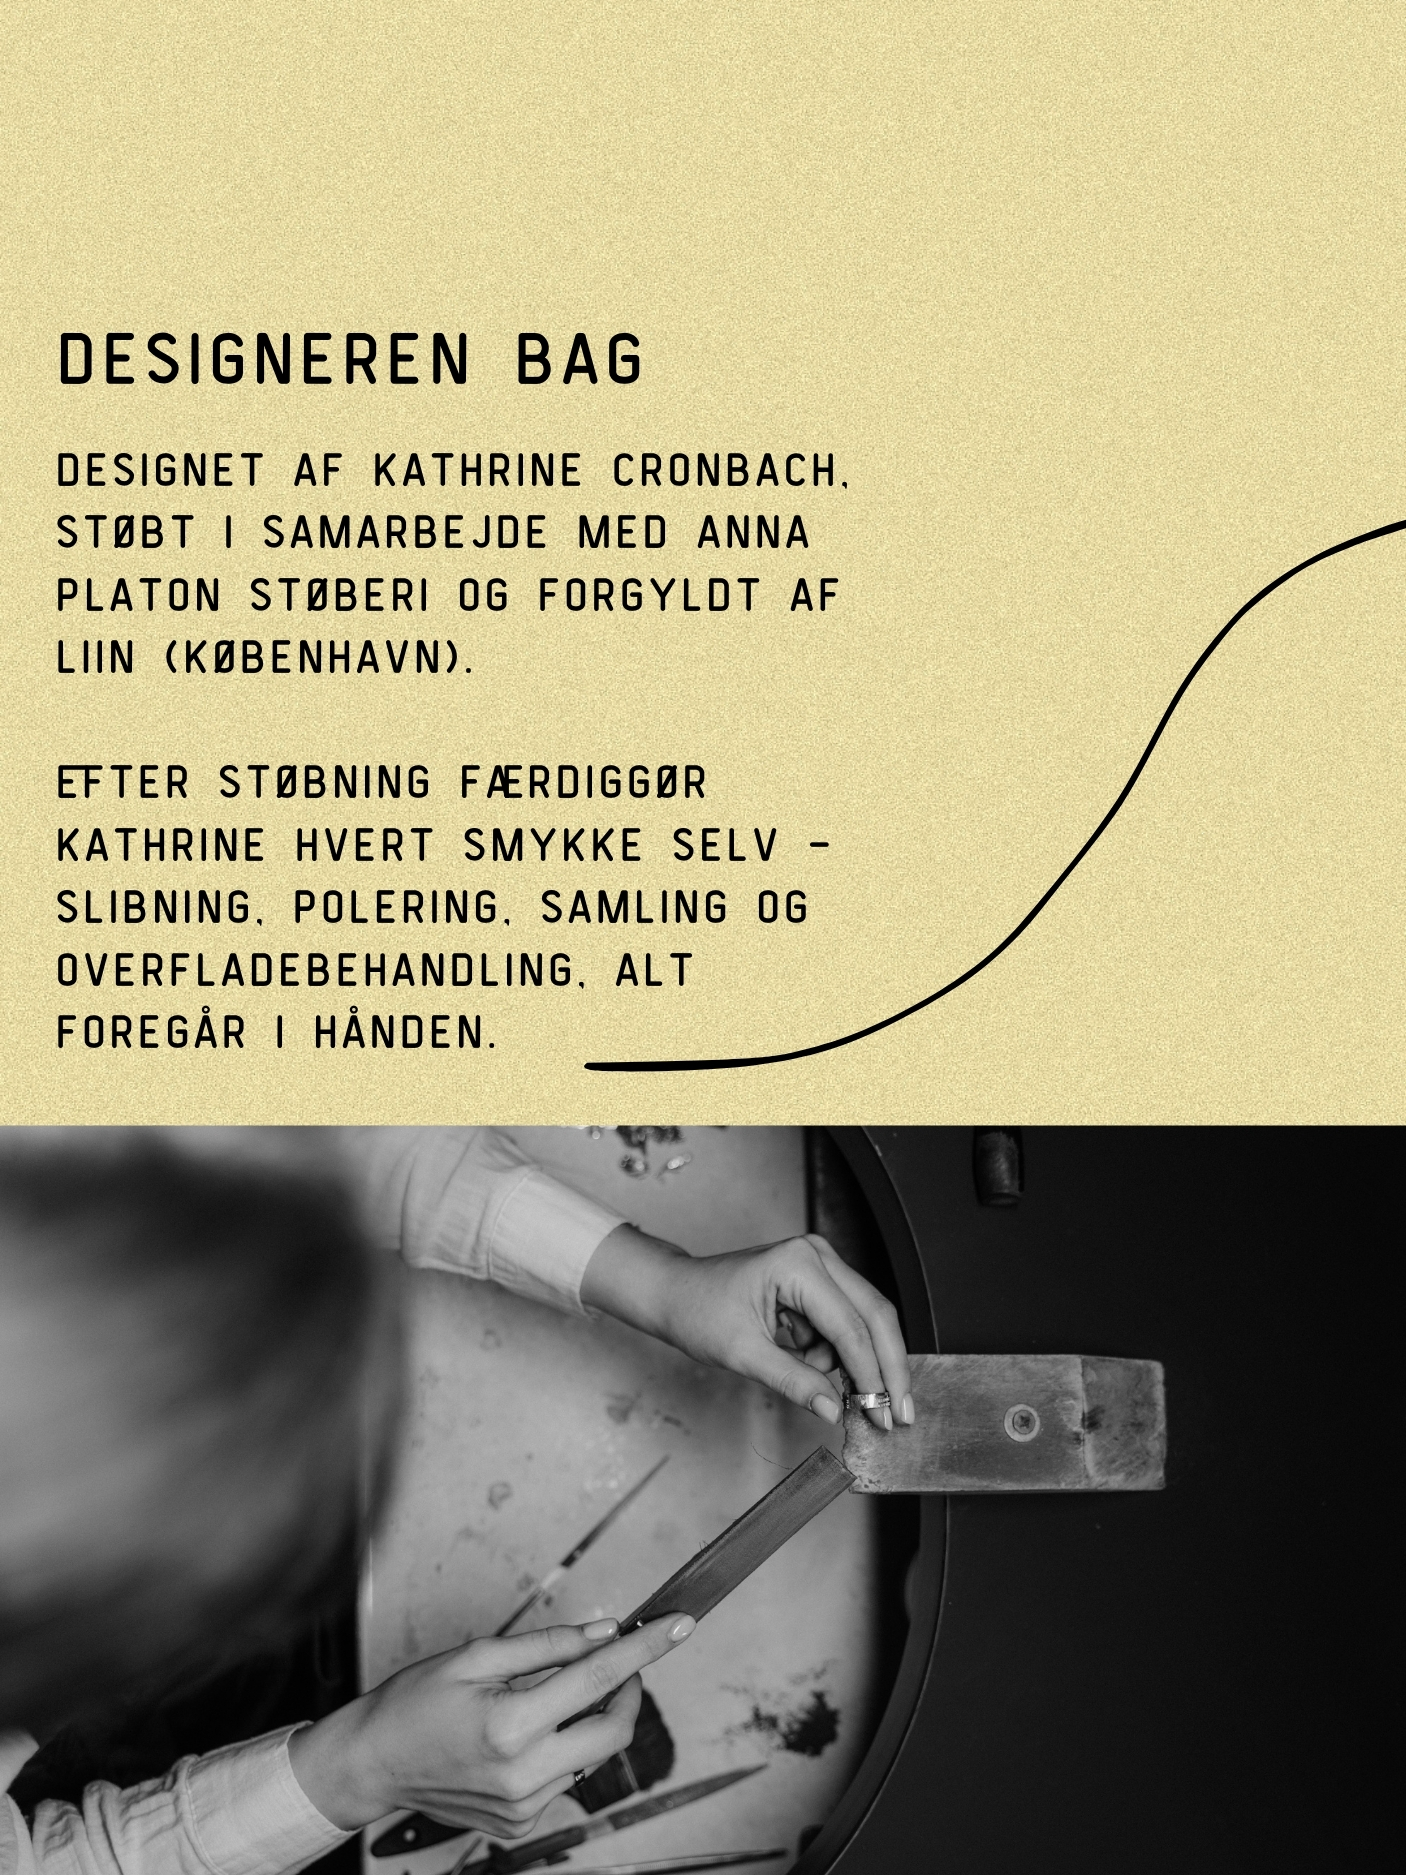 DESIGNEREN BAG
DESIGNET AF KATHRINE CRONBACH,
STØBT I SAMARBEJDE MED ANNA
PLATON STØBERI OG FORGYLDT AF
LIIN (KØBENHAVN).
EFTER STØBNING FÆRDIGGØR
KATHRINE HVERT SMYKKE SELV –
SLIBNING, POLERING, SAMLING OG
OVERFLADEBEHANDLING, ALT
FOREGÅR I HÅNDEN.